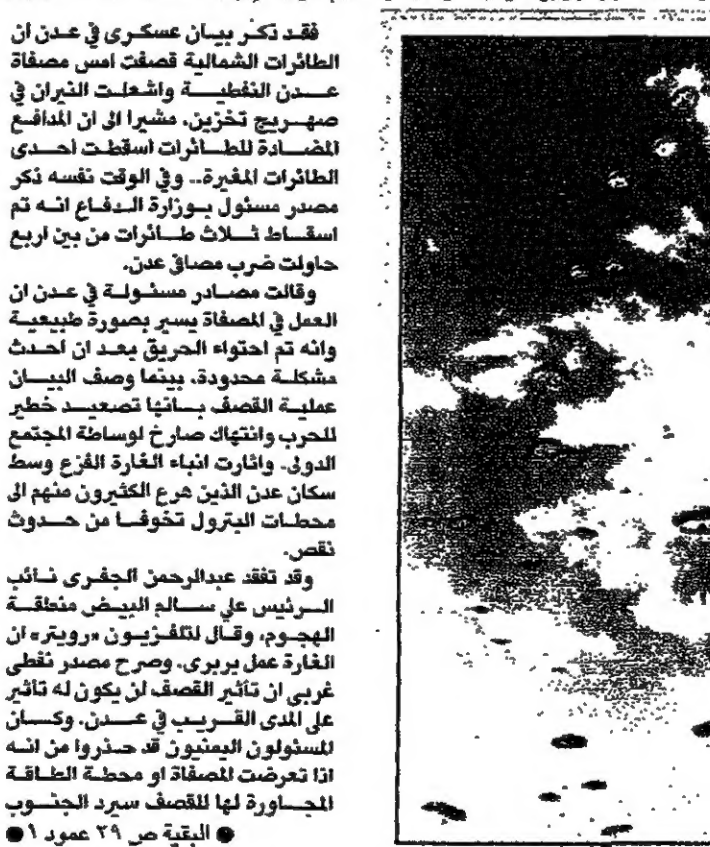 فقد ذكر بيان عسكرى في عدن ان
الطائرات الشمالية قصفت امس مصفاة
عدن النفطية واشعلت النيران في
صهريج تخزين، مشيرا الى ان المدافع
المضادة للطائرات اسقطت احدى
الطائرات المغيرة.. وفي الوقت نفسه ذكر
مصدر مسئول بوزارة الدفاع انه تم
اسقاط ثلاث طائرات من بين اربع
حاولت ضرب مصافى عدن.
وقالت مصادر مسئولة في عدن ان
العمل في المصفاة يسير بصورة طبيعية
وانه تم احتواء الحريق بعد ان احدث
مشكلة محدودة، بينما وصف البيان
عملية القصف بانها تصعيد خطير
للحرب وانتهاك صارخ لوساطة المجتمع
الدولى. واثارت انباء الغارة الفزع وسط
سكان عدن الذين هرع الكثيرون منهم الى
محطات البترول تخوفا من حدوث
نقص.
وقد تفقد عبدالرحمن الجفرى نائب
الرئيس علي سالم البيض منطقة
الهجوم، وقال لتلفزيون «رويتر» ان
الغارة عمل بربرى. وصرح مصدر نفطى
غربى ان تأثير القصف لن يكون له تأثير
على المدى القريب في عدن. وكان
المسئولون اليمنيون قد حذروا من انه
اذا تعرضت المصفاة او محطة الطاقة
المجاورة لها للقصف سيرد الجنوب
● البقية ص ٢٩ عمود ١ ●